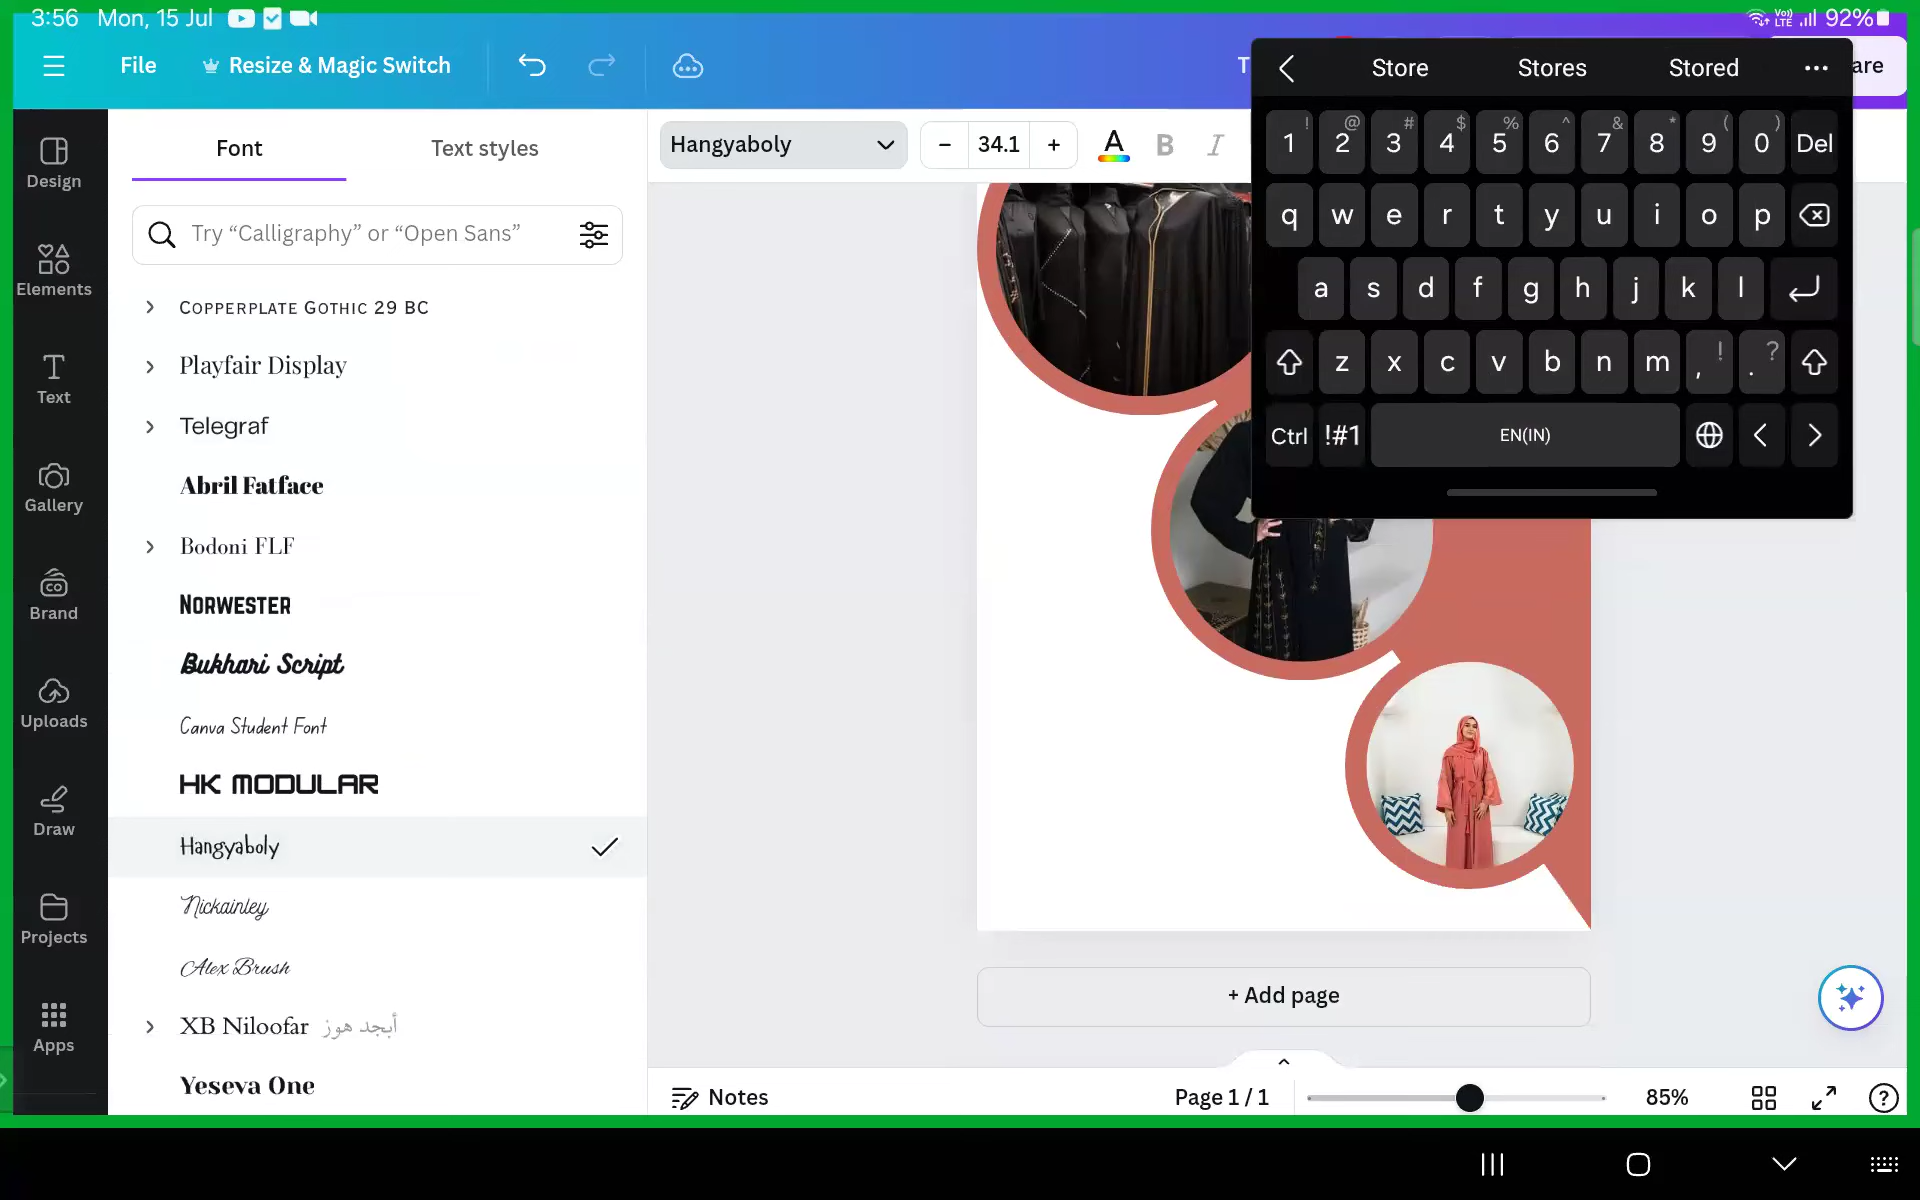 3:56 Mon, 15 Jul
Vo)) LTE 92%
File
Resize & Magic Switch
T
are
Design
Elements
Text
Gallery
Brand
Uploads
Draw
Projects
Apps
Font
Text styles
Try “Calligraphy” or “Open Sans”
Copperplate Gothic 29 BC
Playfair Display
Telegraf
Abril Fatface
Bodoni FLF
Norwester
Bukhari Script
Canva Student Font
HK MODULAR
Hangyaboly
Nickainley
Alex Brush
XB Niloofar أبجد هوز
Yeseva One
Hangyaboly
− 34.1 +
A B I
Store Stores Stored
! @ # $ % ^ & * ( )
1 2 3 4 5 6 7 8 9 0 Del
q w e r t y u i o p
a s d f g h j k l
z x c v b n m , ! . ?
Ctrl !#1 EN(IN)
+ Add page
Notes
Page 1 / 1
85%
?